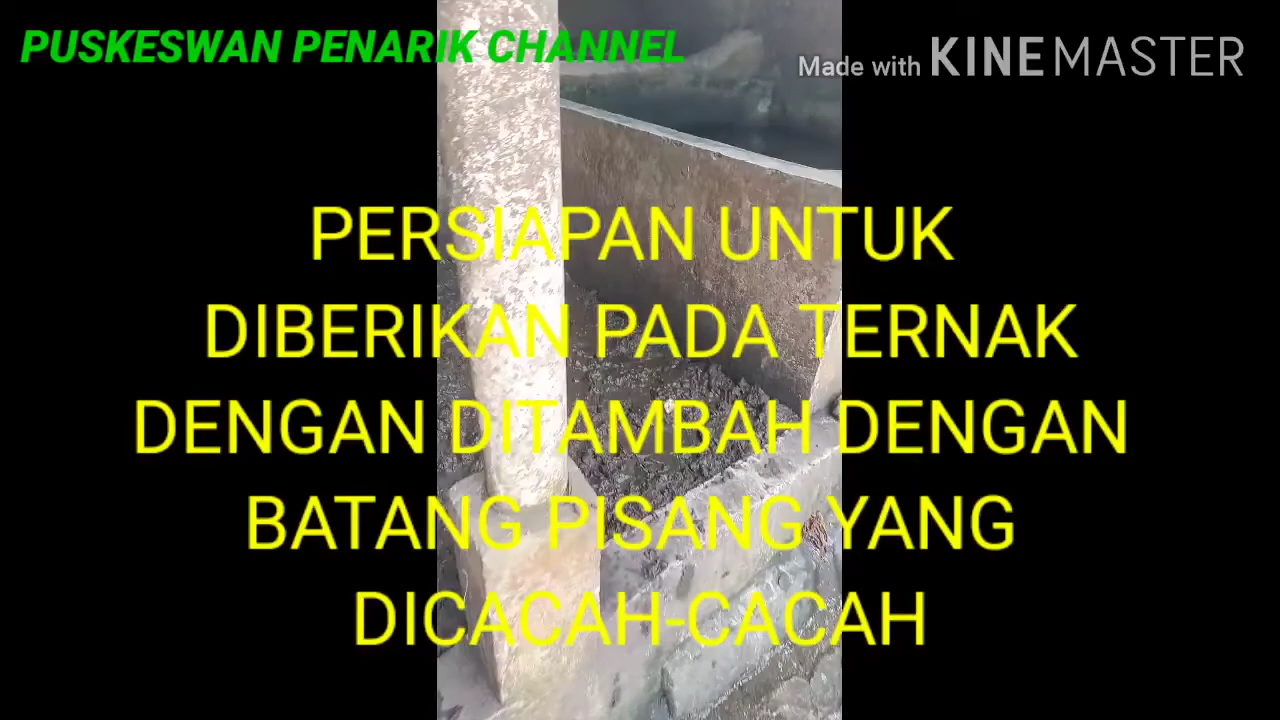 PUSKESWAN PENARIK CHANNEL
Made with KINEMASTER
PERSIAPAN UNTUK
DIBERIKAN PADA TERNAK
DENGAN DITAMBAH DENGAN
BATANG PISANG YANG
DICACAH-CACAH